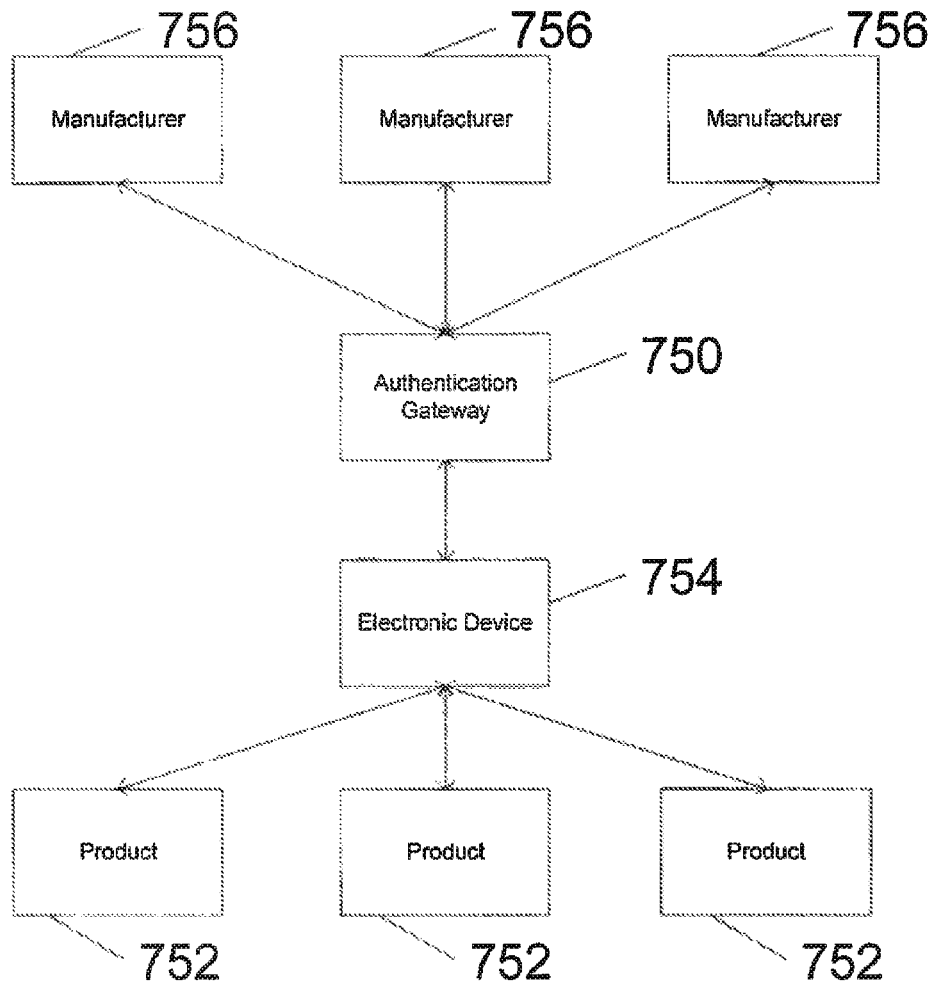 756 756 756
Manufacturer Manufacturer Manufacturer
750
Authentication
Gateway
754
Electronic Device
Product Product Product
752 752 752